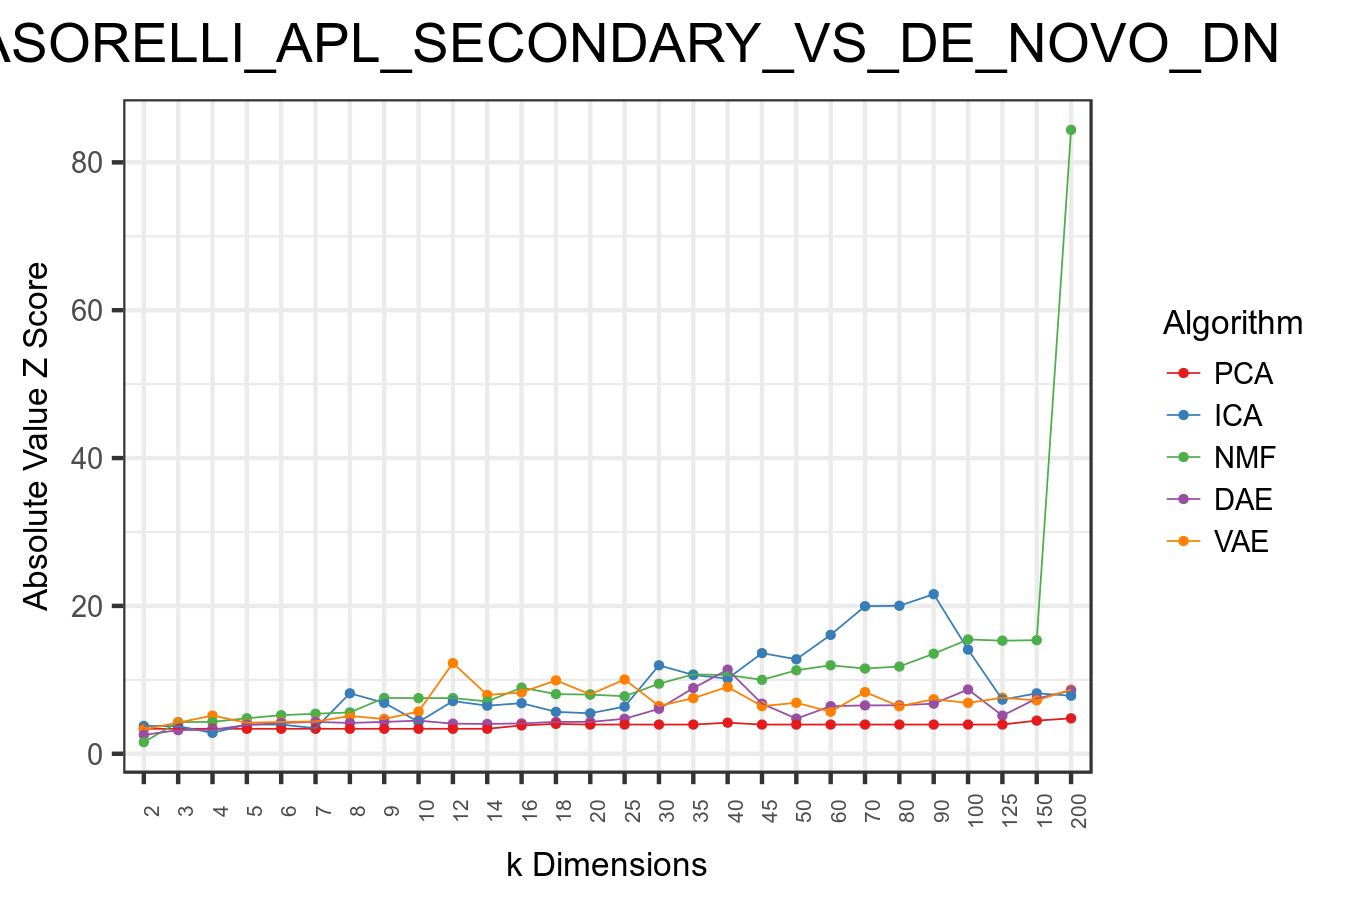 ASORELLI_APL_SECONDARY_VS_DE_NOVO_DN
80
60
40
20
0
Absolute Value Z Score
2 3 4 5 6 7 8 9 10 12 14 16 18 20 25 30 35 40 45 50 60 70 80 90 100 125 150 200
k Dimensions
Algorithm
PCA
ICA
NMF
DAE
VAE